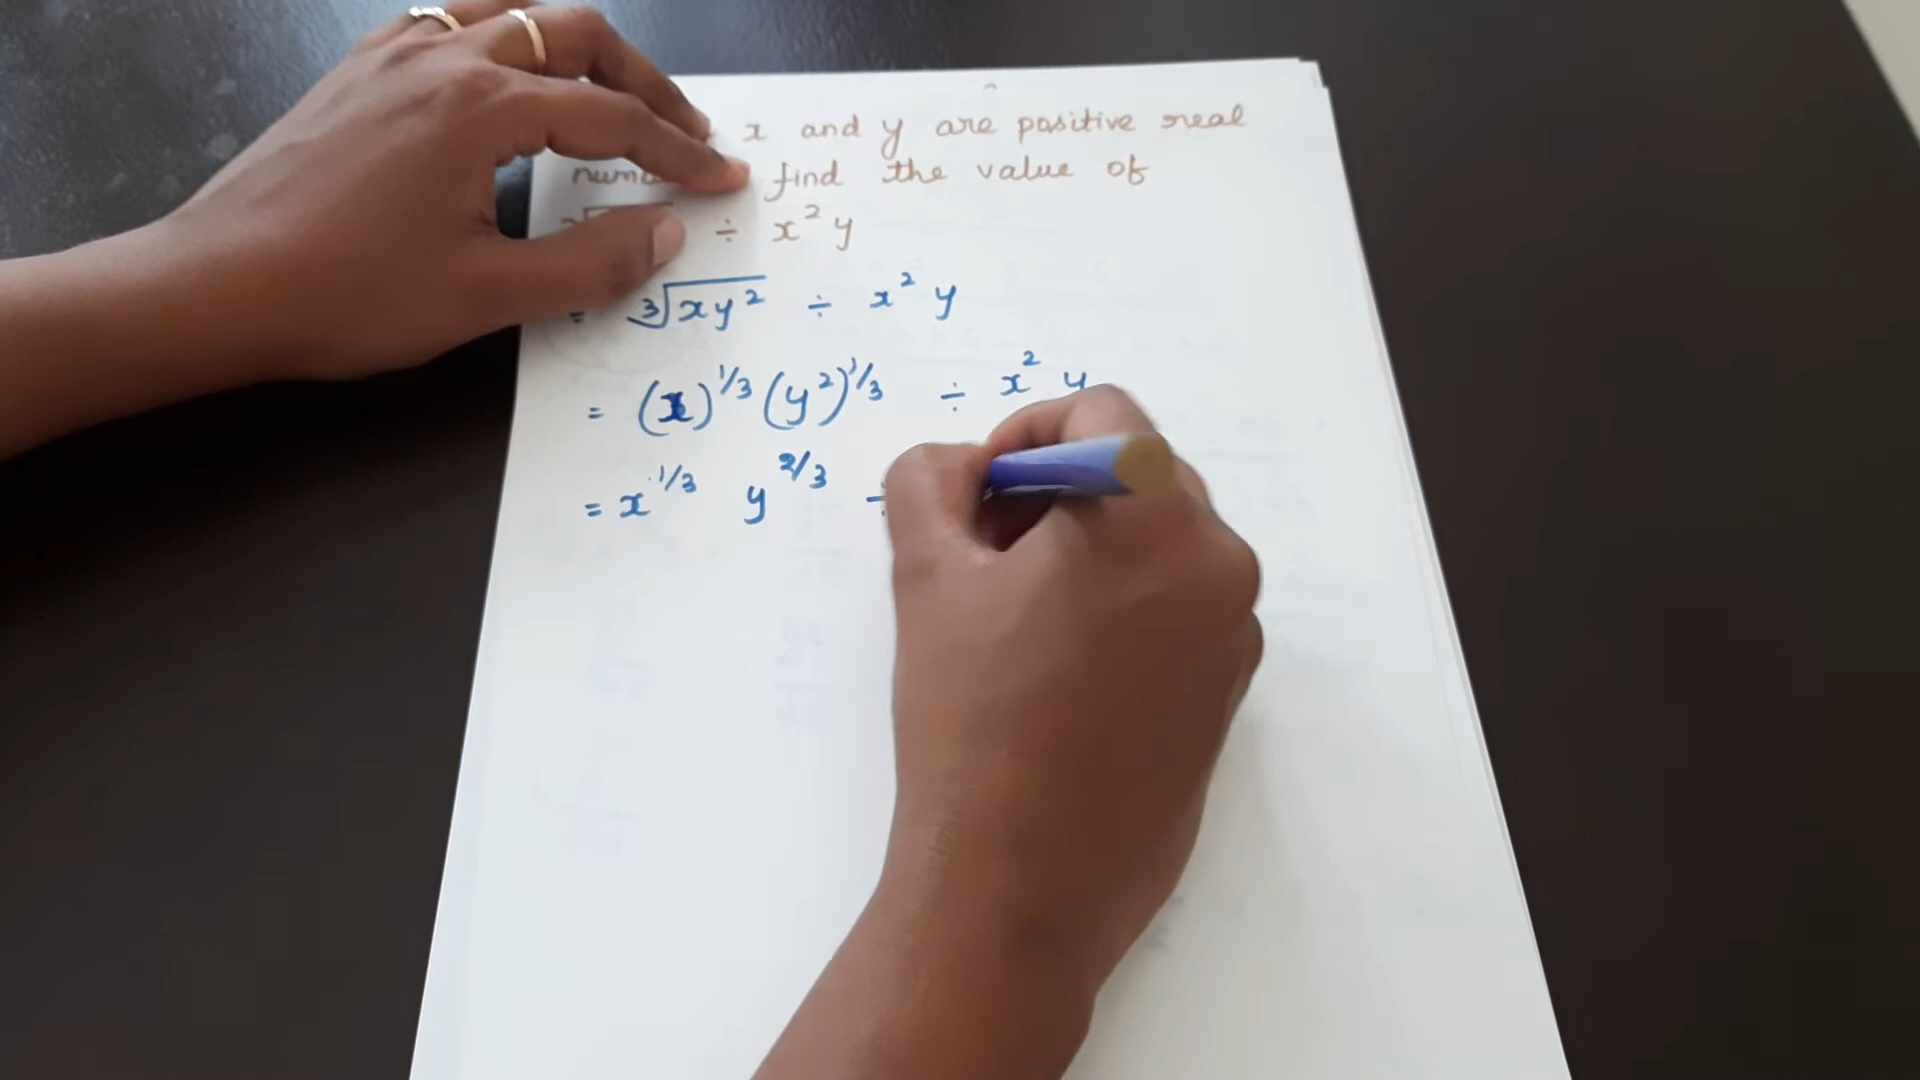 x and y are positive real
find the value of
÷ x² y
= ∛(xy²) ÷ x² y
= (x)^1/3 (y²)^1/3 ÷ x² y
= x^1/3 y^2/3 ÷